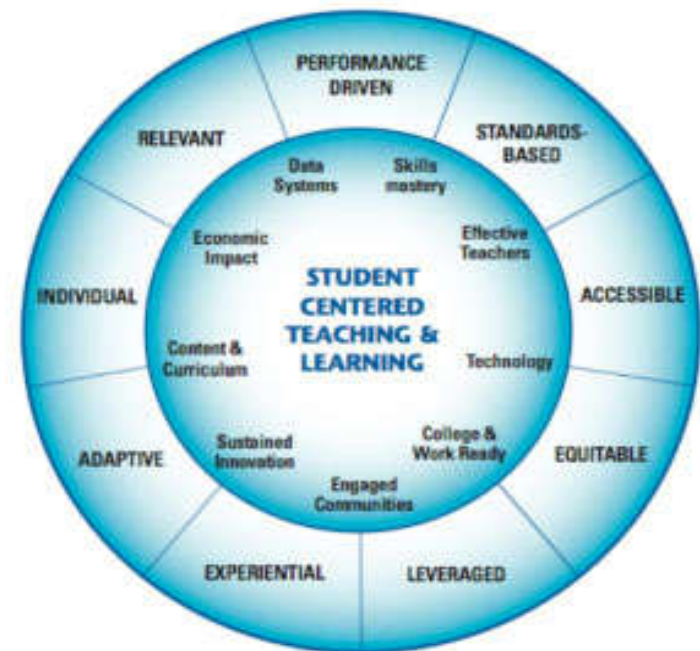 PERFORMANCE
DRIVEN
STANDARDS-
BASED
ACCESSIBLE
EQUITABLE
LEVERAGED
EXPERIENTIAL
ADAPTIVE
INDIVIDUAL
RELEVANT
Data
Systems
Skills
mastery
Effective
Teachers
Technology
College &
Work Ready
Engaged
Communities
Sustained
Innovation
Content &
Curriculum
Economic
Impact
STUDENT
CENTERED
TEACHING &
LEARNING